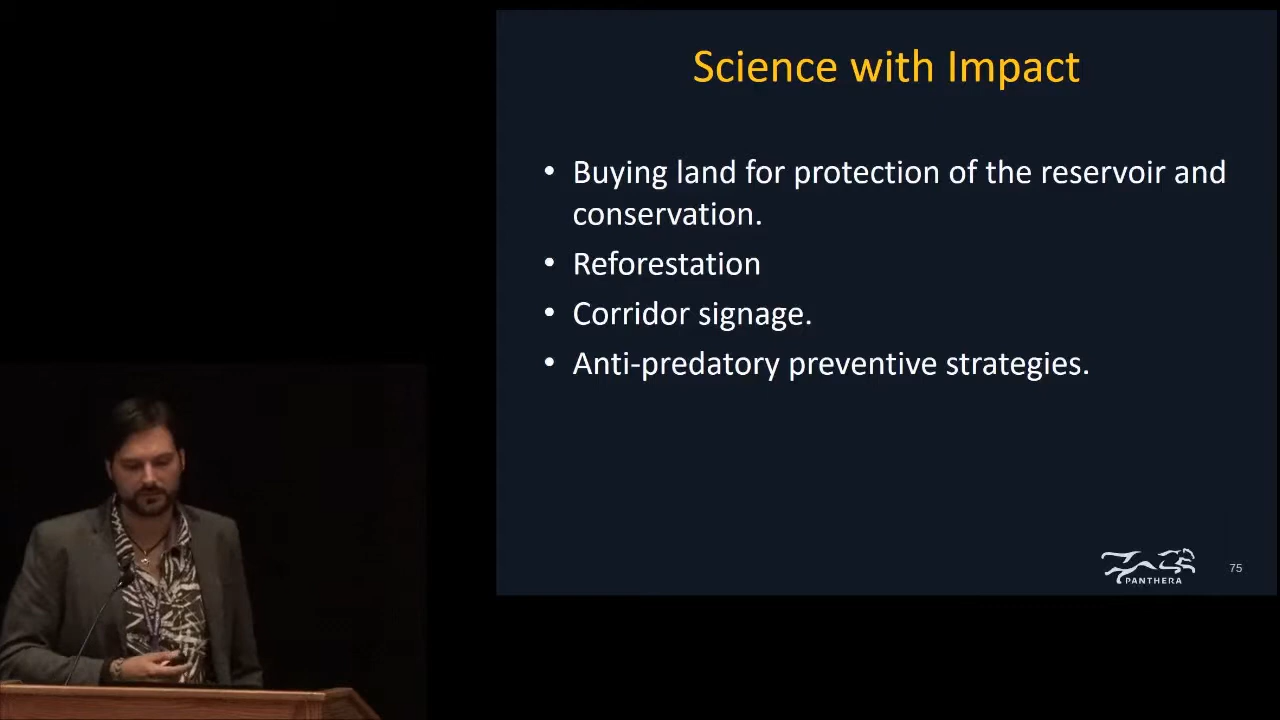 Science with Impact
• Buying land for protection of the reservoir and
conservation.
• Reforestation
• Corridor signage.
• Anti-predatory preventive strategies.
PANTHERA
75